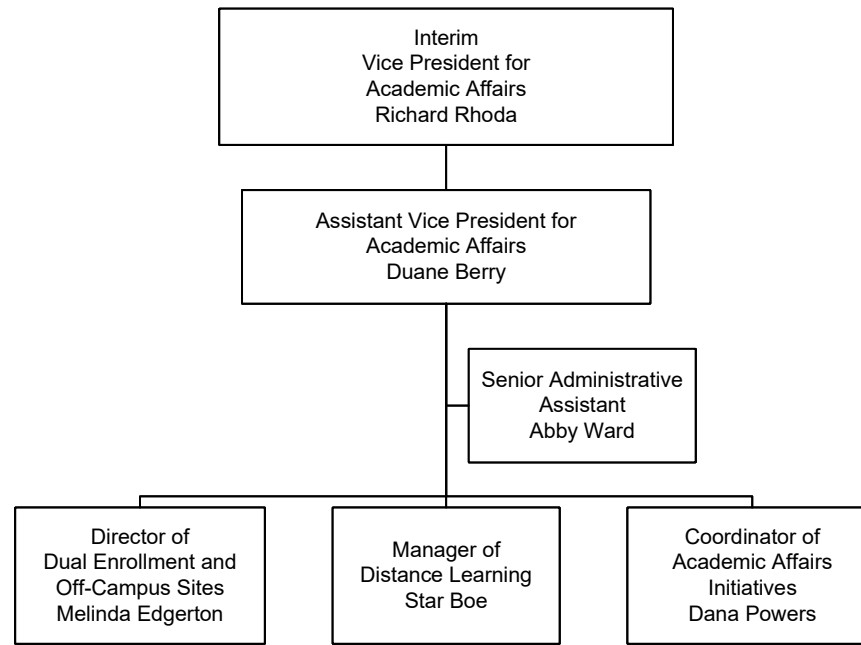 Interim
Vice President for
Academic Affairs
Richard Rhoda
Assistant Vice President for
Academic Affairs
Duane Berry
Senior Administrative
Assistant
Abby Ward
Director of
Dual Enrollment and
Off-Campus Sites
Melinda Edgerton
Manager of
Distance Learning
Star Boe
Coordinator of
Academic Affairs
Initiatives
Dana Powers